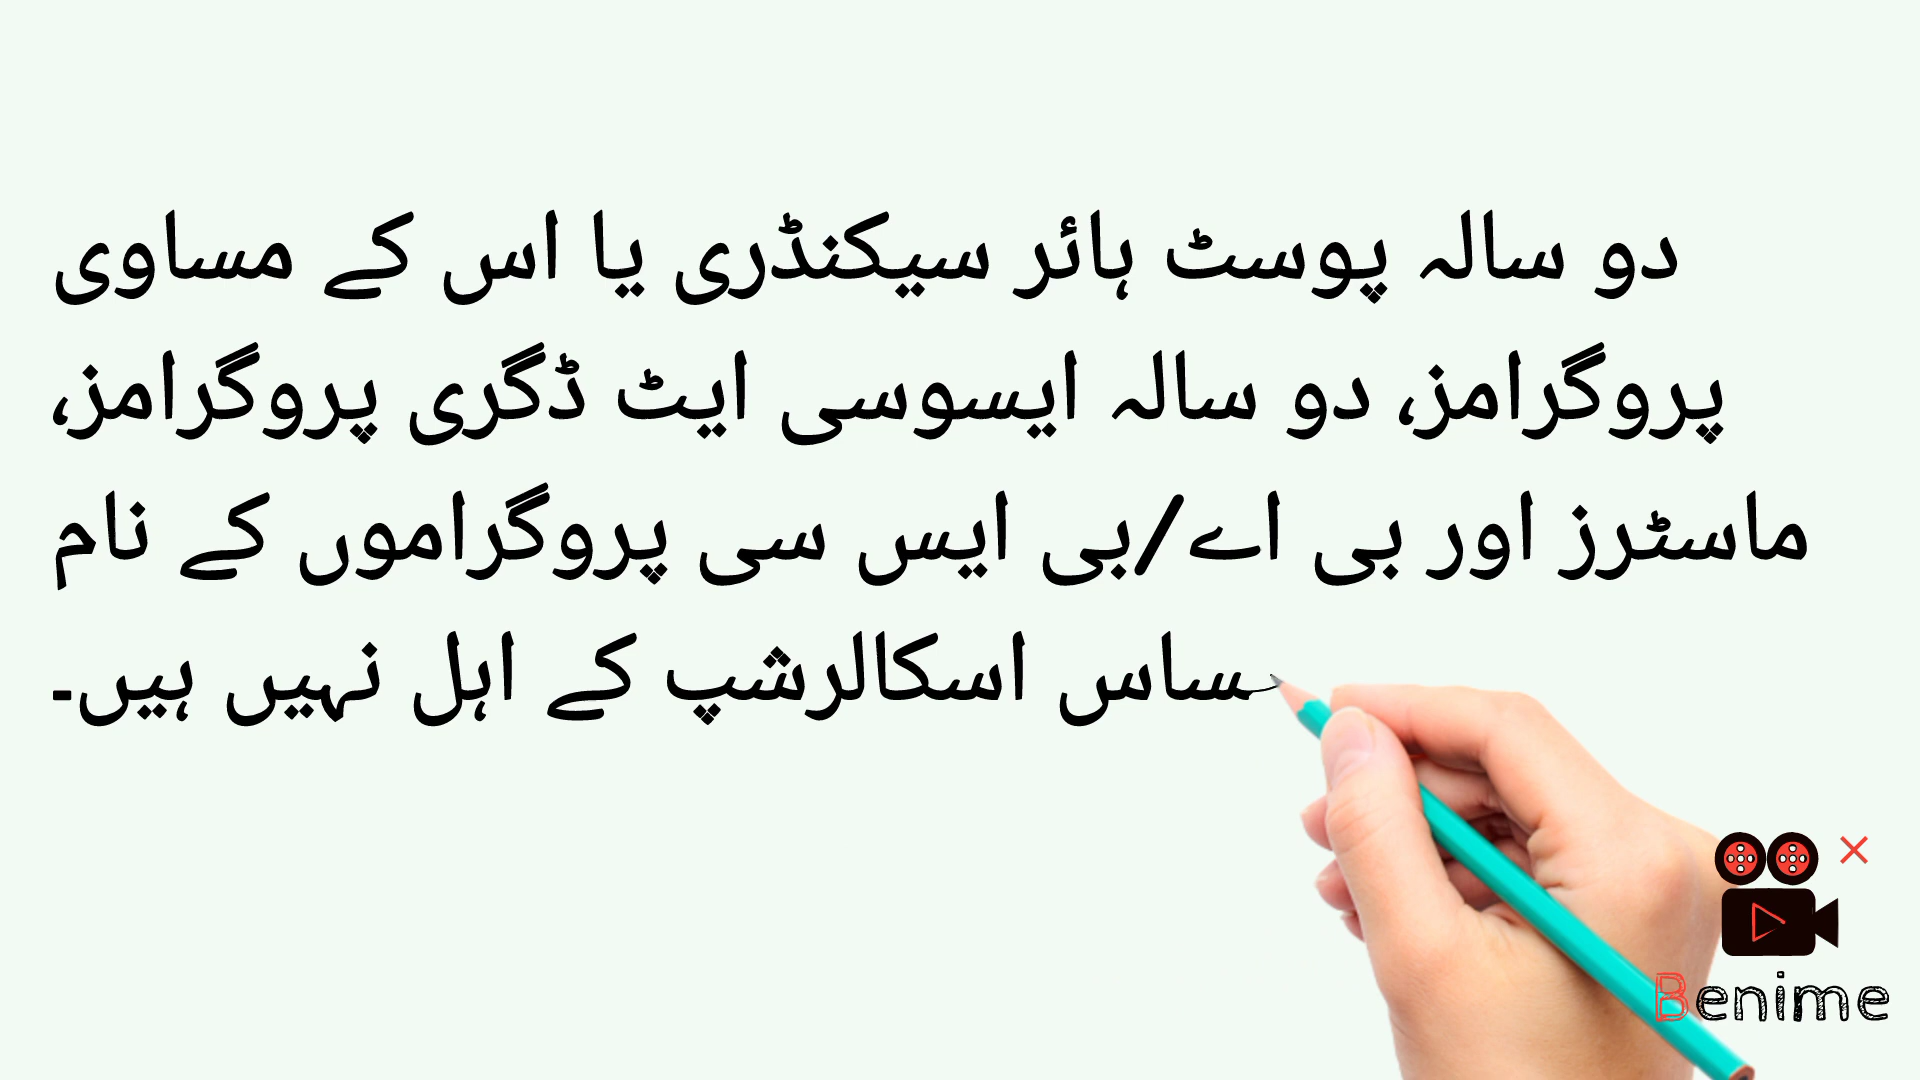 دو سالہ پوسٹ ہائر سیکنڈری یا اس کے مساوی
پروگرامز، دو سالہ ایسوسی ایٹ ڈگری پروگرامز،
ماسٹرز اور بی اے/بی ایس سی پروگراموں کے نام
اسکالرشپ کے اہل نہیں ہیں۔
Benime